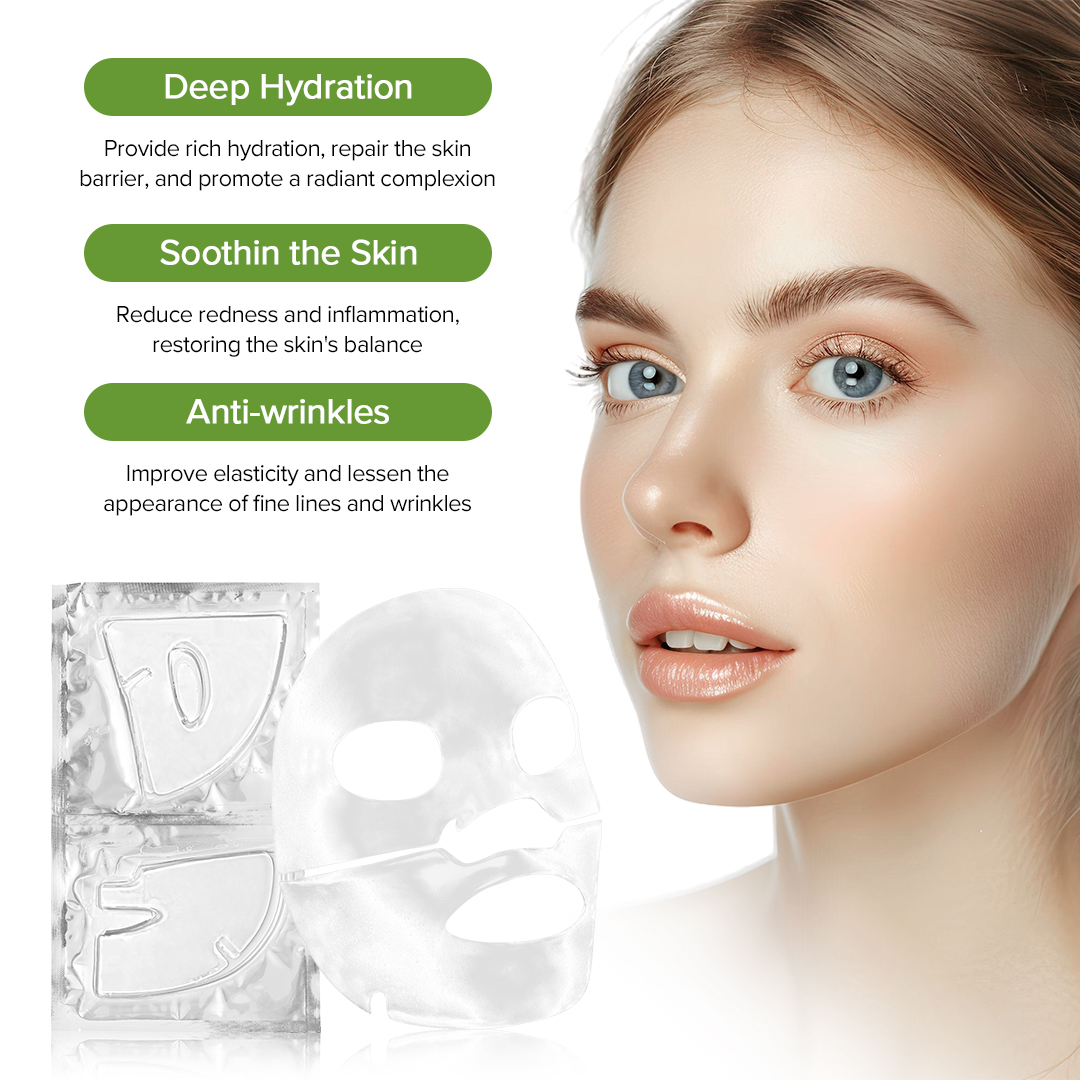 Deep Hydration
Provide rich hydration, repair the skin
barrier, and promote a radiant complexion
Soothin the Skin
Reduce redness and inflammation,
restoring the skin's balance
Anti-wrinkles
Improve elasticity and lessen the
appearance of fine lines and wrinkles